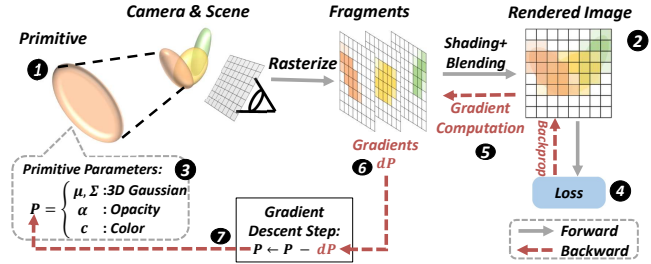 Camera & Scene
Fragments
Rendered Image
Primitive
1
2
Rasterize
Shading+
Blending
Gradient
Computation
5
Backprop
Gradients
dP
6
Primitive Parameters:
3
P = { μ, Σ :3D Gaussian
α : Opacity
c : Color
7
Gradient
Descent Step:
P ← P − dP
Loss
4
Forward
Backward